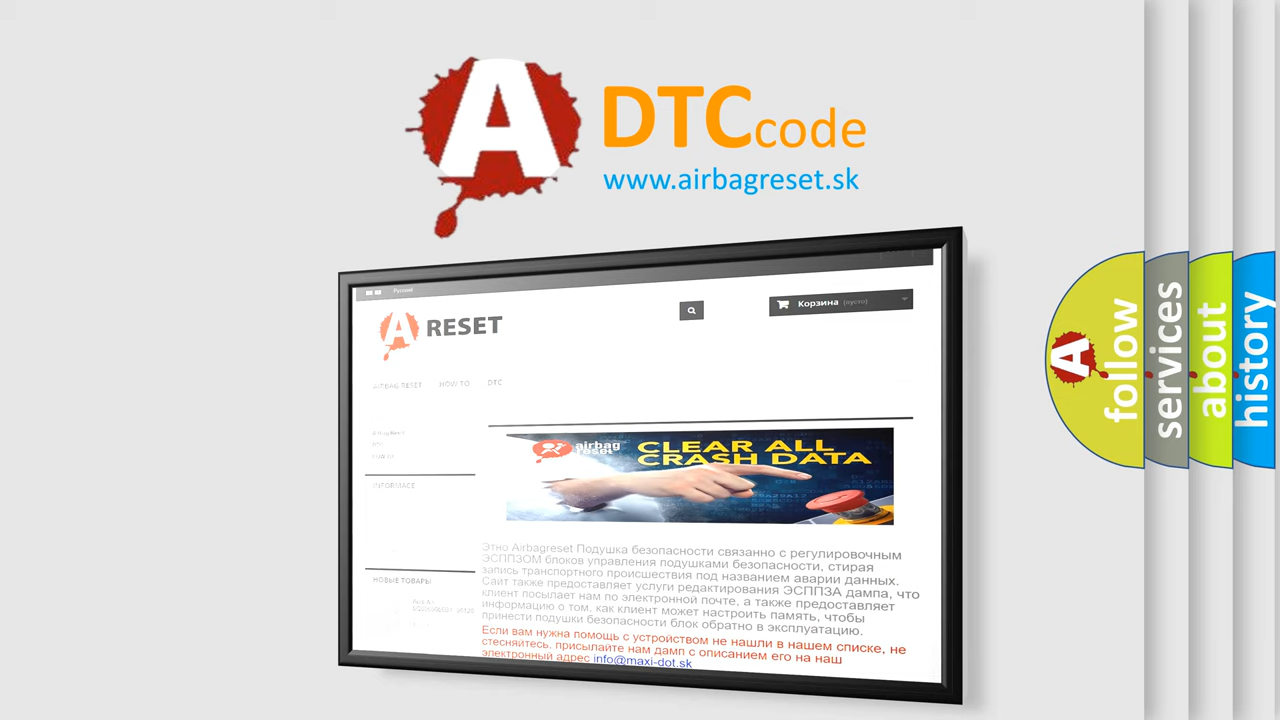 A
DTC code
www.airbagreset.sk
Русский
A RESET
Корзина (пусто)
AIRBAG RESET HOW TO DTC
INFORMACE
НОВЫЕ ТОВАРЫ
airbag
reset
CLEAR ALL
CRASH DATA
Этно Airbagreset Подушка безопасности связанно с регулировочным
ЭСППЗОМ блоков управления подушками безопасности, стирая
запись транспортного происшествия под названием аварии данных.
Сайт также предоставляет услуги редактирования ЭСППЗА дампа, что
клиент посылает нам по электронной почте, а также предоставляет
информацию о том, как клиент может настроить память, чтобы
принести подушки безопасности блок обратно в эксплуатацию.
Если вам нужна помощь с устройством не нашли в нашем списке, не
стесняйтесь, присылайте нам дамп с описанием его на наш
электронный адрес info@maxi-dot.sk
A
follow
services
about
history